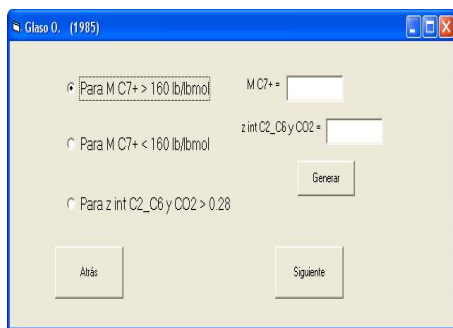 Glaso O. (1985)
Para M C7+ > 160 lb/lbmol
M C7+ =
z int C2_C6 y CO2 =
Para M C7+ < 160 lb/lbmol
Generar
Para z int C2_C6 y CO2 > 0.28
Atrás
Siguiente